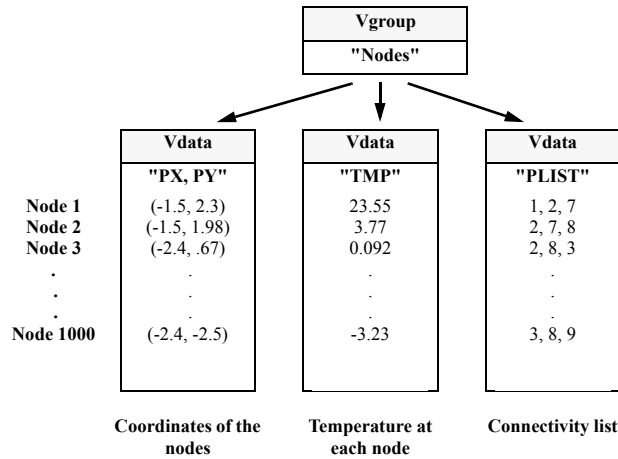 Vgroup
"Nodes"
Vdata Vdata Vdata
"PX, PY" "TMP" "PLIST"
Node 1 (-1.5, 2.3) 23.55 1, 2, 7
Node 2 (-1.5, 1.98) 3.77 2, 7, 8
Node 3 (-2.4, .67) 0.092 2, 8, 3
. . . .
. . . .
. . . .
Node 1000 (-2.4, -2.5) -3.23 3, 8, 9
Coordinates of the Temperature at Connectivity list
nodes each node